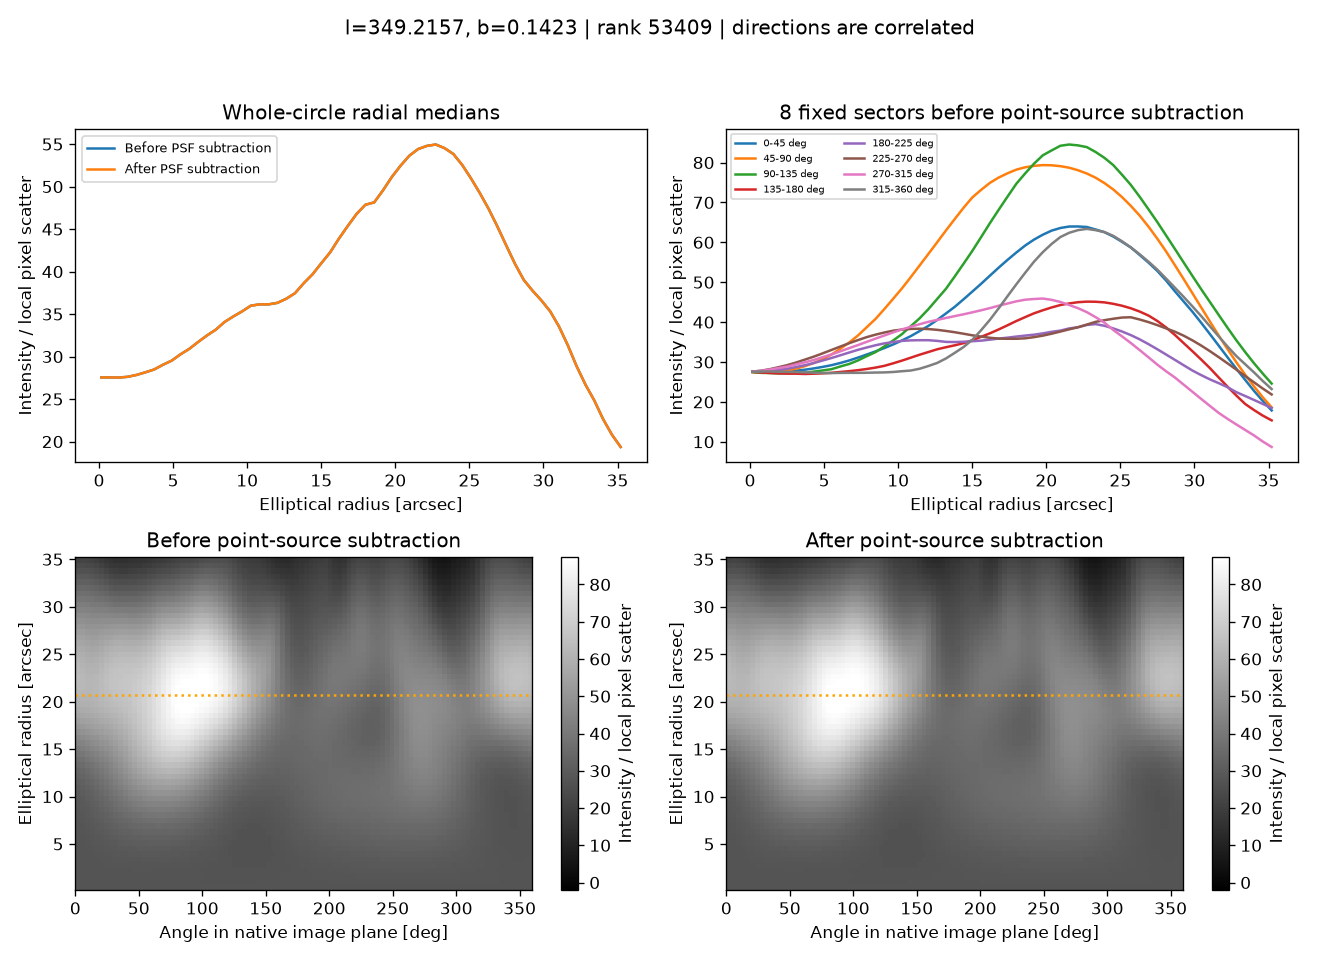 l=349.2157, b=0.1423 | rank 53409 | directions are correlated
Whole-circle radial medians
Before PSF subtraction
After PSF subtraction
Intensity / local pixel scatter
55
50
45
40
35
30
25
20
0 5 10 15 20 25 30 35
Elliptical radius [arcsec]
8 fixed sectors before point-source subtraction
0-45 deg
45-90 deg
90-135 deg
135-180 deg
180-225 deg
225-270 deg
270-315 deg
315-360 deg
Intensity / local pixel scatter
80
70
60
50
40
30
20
10
0 5 10 15 20 25 30 35
Elliptical radius [arcsec]
Before point-source subtraction
Elliptical radius [arcsec]
35
30
25
20
15
10
5
0 50 100 150 200 250 300 350
Angle in native image plane [deg]
80
70
60
50
40
30
20
10
0
Intensity / local pixel scatter
After point-source subtraction
Elliptical radius [arcsec]
35
30
25
20
15
10
5
0 50 100 150 200 250 300 350
Angle in native image plane [deg]
80
70
60
50
40
30
20
10
0
Intensity / local pixel scatter